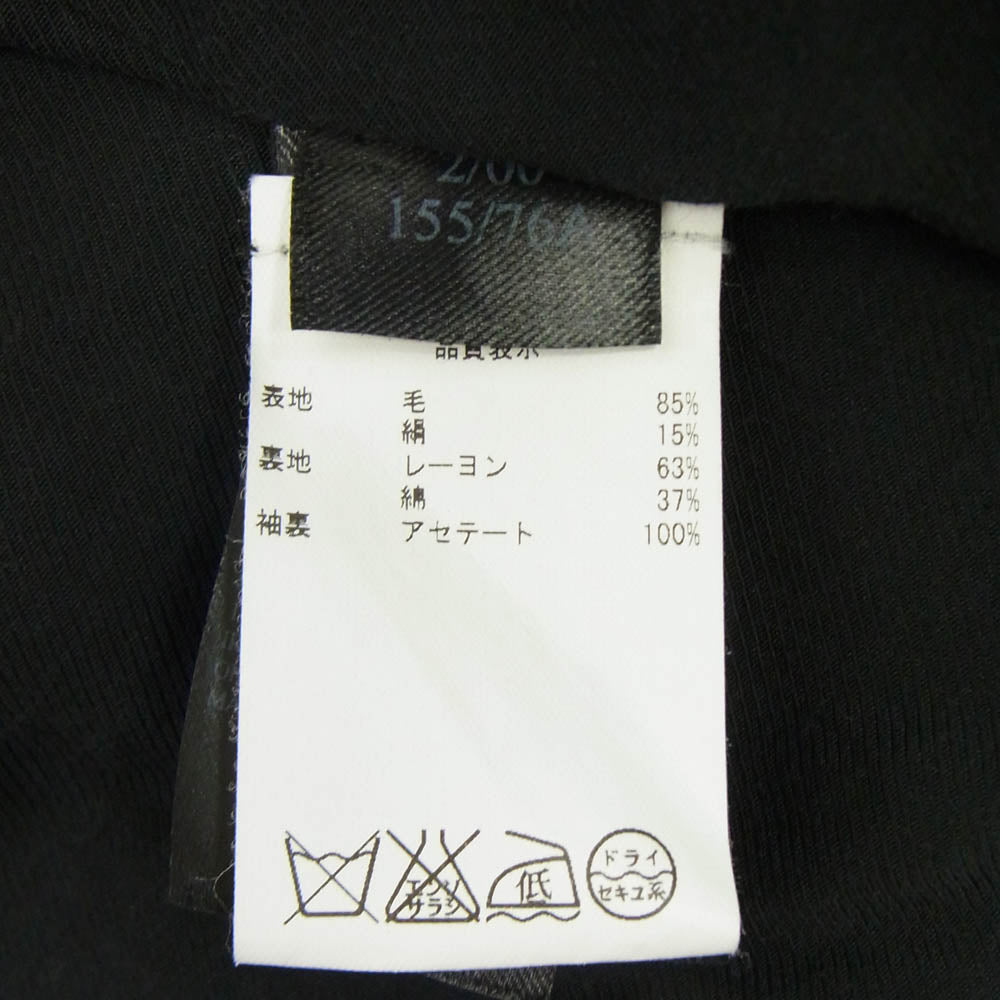 155/76A
品質表示
表地 毛 85%
絹 15%
裏地 レーヨン 63%
綿 37%
袖裏 アセテート 100%
エンソ
サラシ
低
ドライ
セキユ系